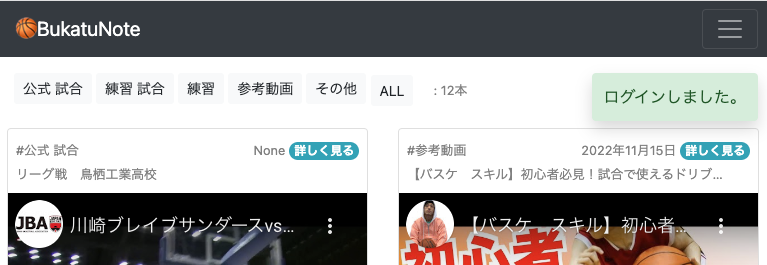 🏀BukatuNote
公式 試合 練習 試合 練習 参考動画 その他 ALL : 12本
ログインしました。
#公式 試合 None 詳しく見る
リーグ戦　鳥栖工業高校
JBA 川崎ブレイブサンダースvs...
#参考動画 2022年11月15日 詳しく見る
【バスケ　スキル】初心者必見！試合で使えるドリブ...
【バスケ　スキル】初心者...
初心者